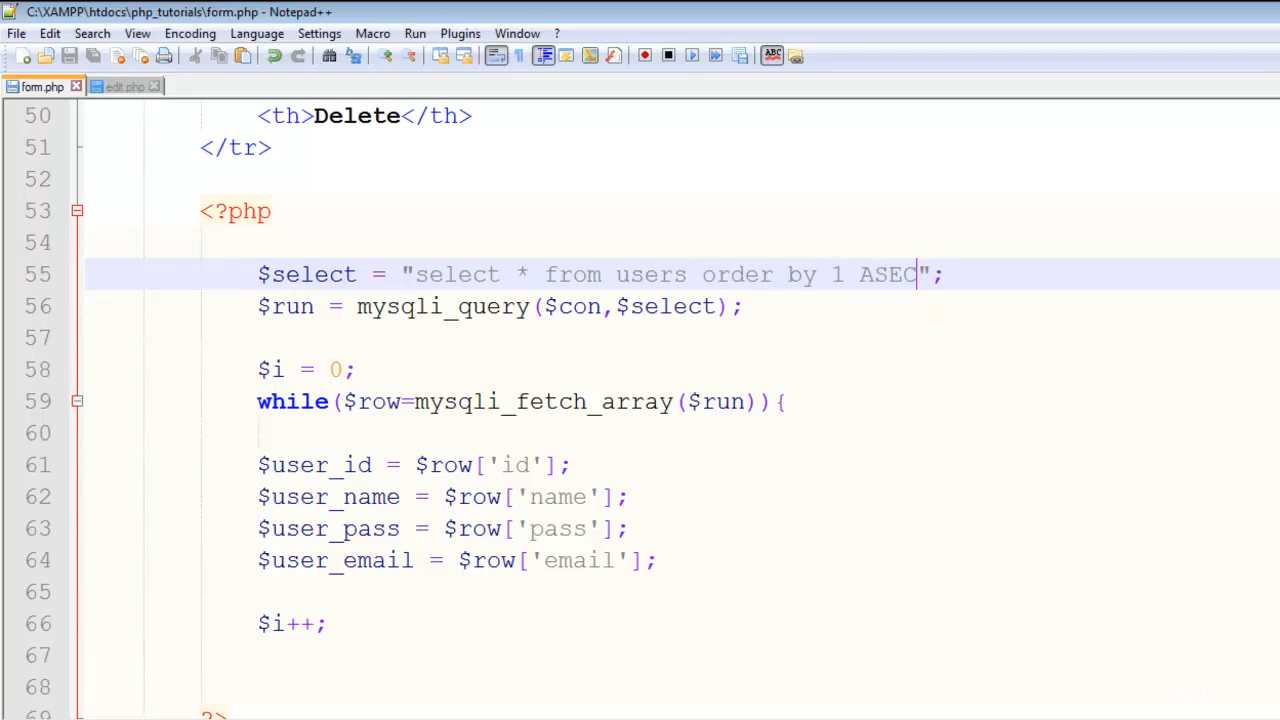 C:\XAMPP\htdocs\php_tutorials\form.php - Notepad++
File Edit Search View Encoding Language Settings Macro Run Plugins Window ?
form.php edit.php
50 <th>Delete</th>
51 </tr>
52
53 <?php
54
55 $select = "select * from users order by 1 ASEC";
56 $run = mysqli_query($con,$select);
57
58 $i = 0;
59 while($row=mysqli_fetch_array($run)){
60
61 $user_id = $row['id'];
62 $user_name = $row['name'];
63 $user_pass = $row['pass'];
64 $user_email = $row['email'];
65
66 $i++;
67
68
69 ?>